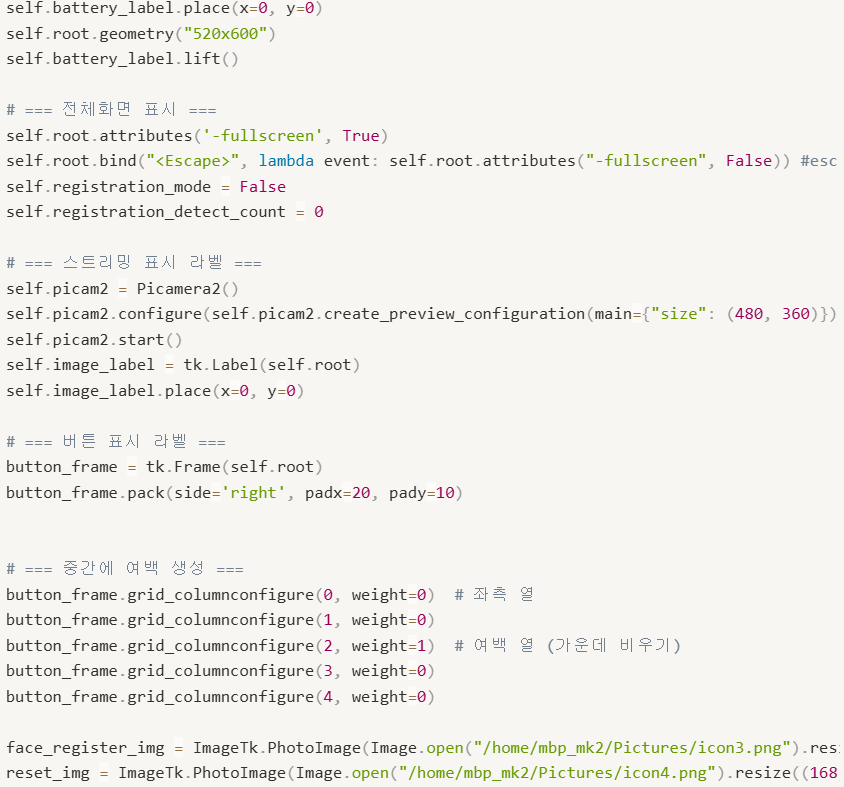 self.battery_label.place(x=0, y=0)
self.root.geometry("520x600")
self.battery_label.lift()
# === 전체화면 표시 ===
self.root.attributes('-fullscreen', True)
self.root.bind("<Escape>", lambda event: self.root.attributes("-fullscreen", False)) #esc
self.registration_mode = False
self.registration_detect_count = 0
# === 스트리밍 표시 라벨 ===
self.picam2 = Picamera2()
self.picam2.configure(self.picam2.create_preview_configuration(main={"size": (480, 360)})
self.picam2.start()
self.image_label = tk.Label(self.root)
self.image_label.place(x=0, y=0)
# === 버튼 표시 라벨 ===
button_frame = tk.Frame(self.root)
button_frame.pack(side='right', padx=20, pady=10)
# === 중간에 여백 생성 ===
button_frame.grid_columnconfigure(0, weight=0)  # 좌측 열
button_frame.grid_columnconfigure(1, weight=0)
button_frame.grid_columnconfigure(2, weight=1)  # 여백 열 (가운데 비우기)
button_frame.grid_columnconfigure(3, weight=0)
button_frame.grid_columnconfigure(4, weight=0)
face_register_img = ImageTk.PhotoImage(Image.open("/home/mbp_mk2/Pictures/icon3.png").res
reset_img = ImageTk.PhotoImage(Image.open("/home/mbp_mk2/Pictures/icon4.png").resize((168